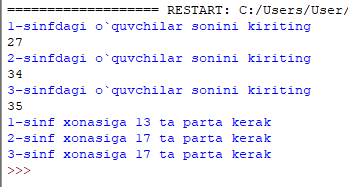 =================== RESTART: C:/Users/User/
1-sinfdagi o`quvchilar sonini kiriting
27
2-sinfdagi o`quvchilar sonini kiriting
34
3-sinfdagi o`quvchilar sonini kiriting
35
1-sinf xonasiga 13 ta parta kerak
2-sinf xonasiga 17 ta parta kerak
3-sinf xonasiga 17 ta parta kerak
>>>